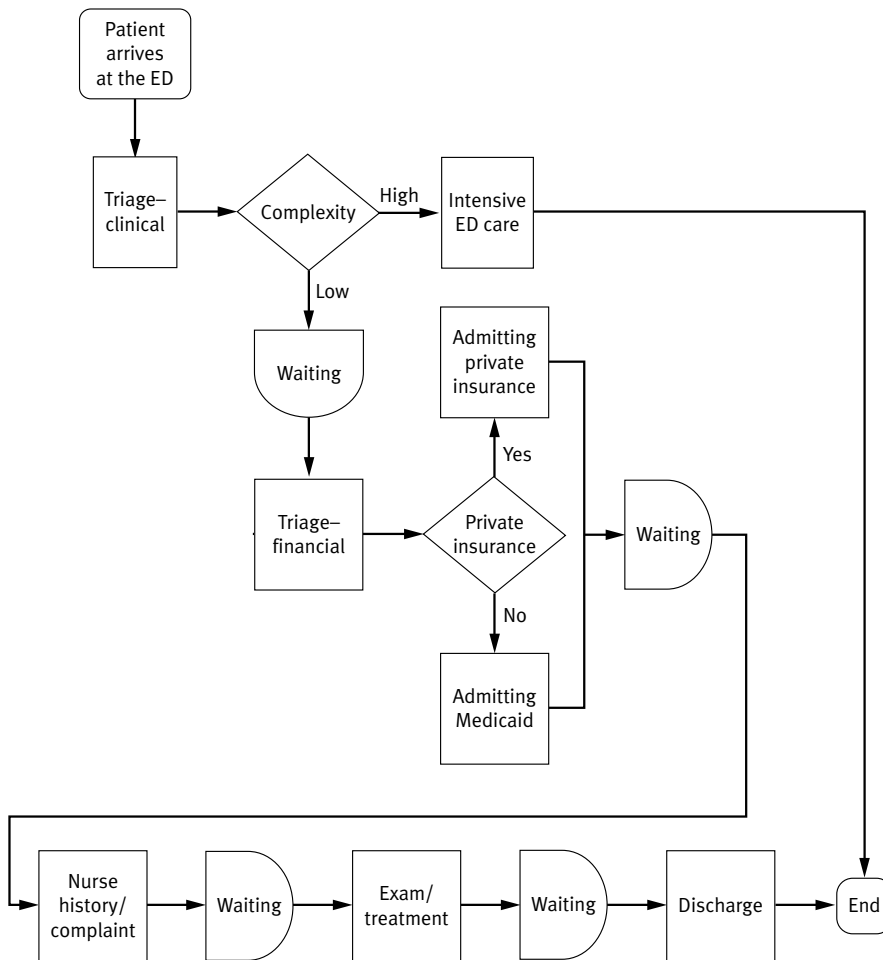 Patient
arrives
at the ED
Triage–
clinical
Complexity
High
Intensive
ED care
Low
Waiting
Admitting
private
insurance
Yes
Triage–
financial
Private
insurance
Waiting
No
Admitting
Medicaid
Nurse
history/
complaint
Waiting
Exam/
treatment
Waiting
Discharge
End